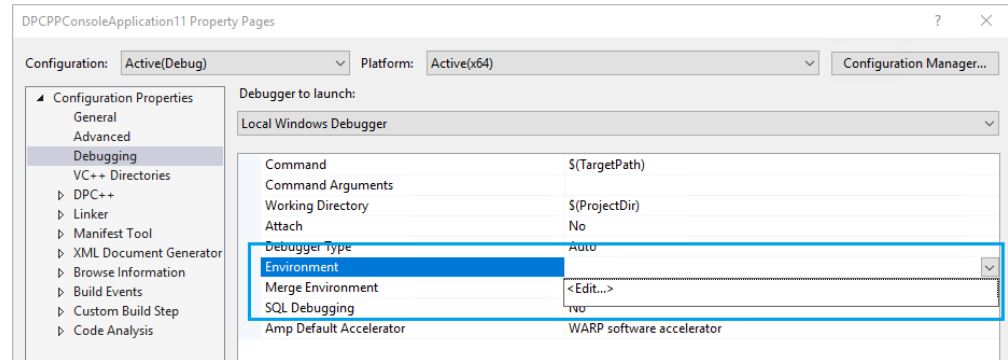 DPCPPConsoleApplication11 Property Pages ? ×
Configuration: Active(Debug) Platform: Active(x64) Configuration Manager...
Configuration Properties
General
Advanced
Debugging
VC++ Directories
DPC++
Linker
Manifest Tool
XML Document Generator
Browse Information
Build Events
Custom Build Step
Code Analysis
Debugger to launch:
Local Windows Debugger
Command $(TargetPath)
Command Arguments
Working Directory $(ProjectDir)
Attach No
Debugger Type Auto
Environment
Merge Environment <Edit...>
SQL Debugging No
Amp Default Accelerator WARP software accelerator